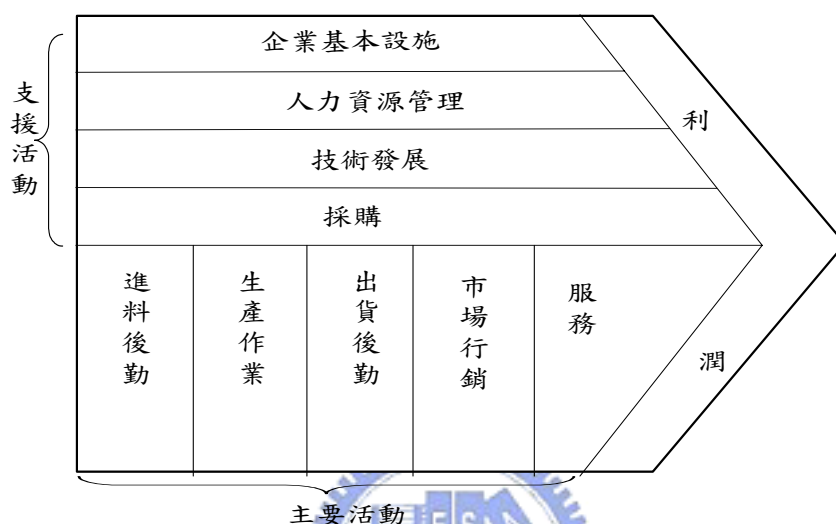 企業基本設施
人力資源管理
技術發展
採購
支援活動
進料後勤
生產作業
出貨後勤
市場行銷
服務
利潤
主要活動